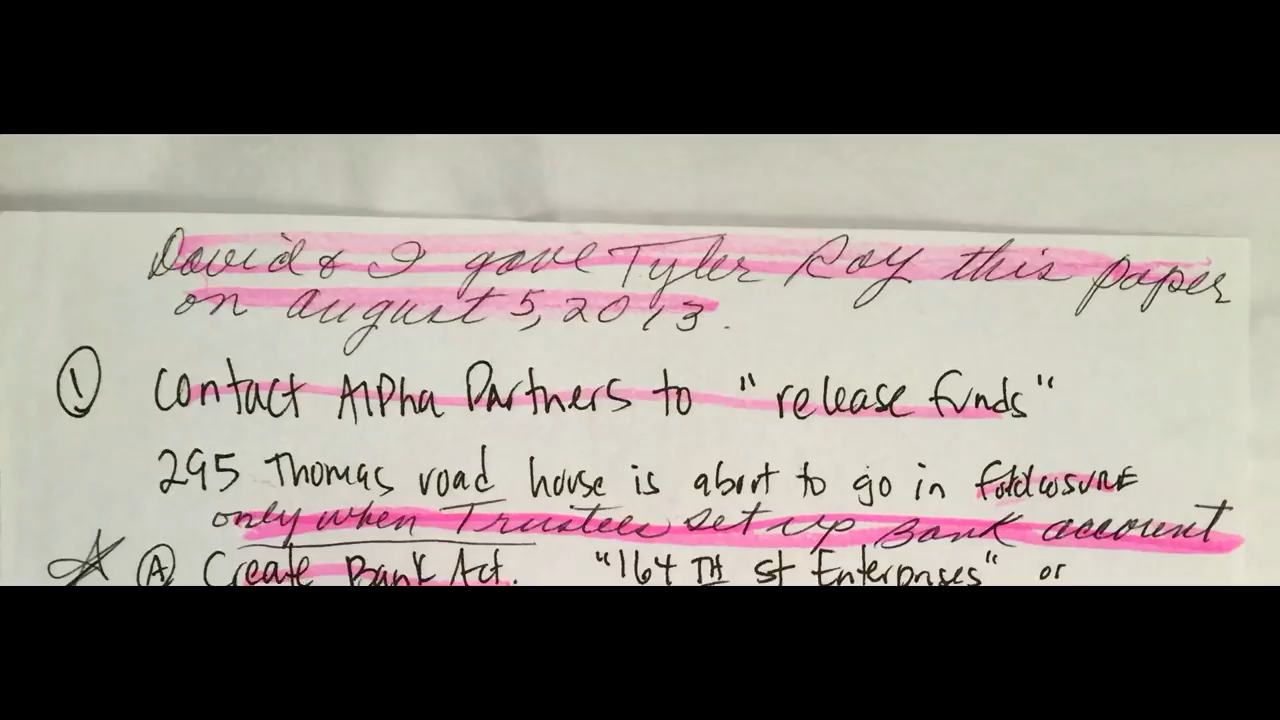 David & I gave Tyler Roy this paper
on august 5, 2013.
① Contact Alpha Partners to "release funds"
295 Thomas road house is about to go in
only when Trustees set up Bank account
☆ Ⓐ Create Bank Act. "164 TH st Enterprises" or